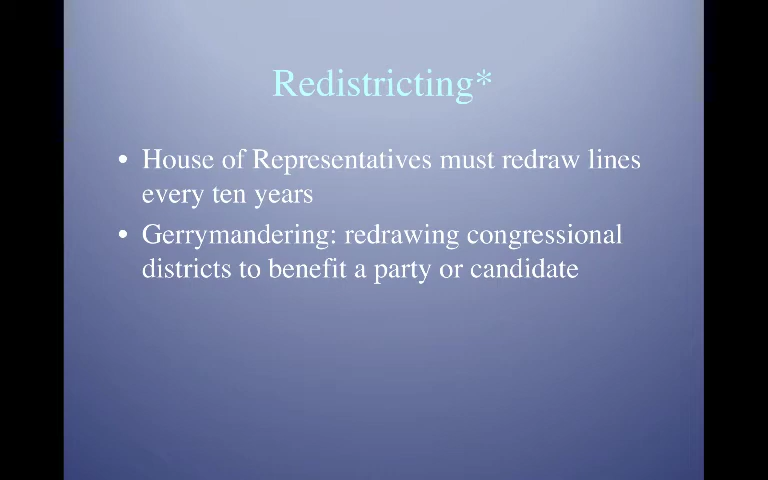 Redistricting*
• House of Representatives must redraw lines
every ten years
• Gerrymandering: redrawing congressional
districts to benefit a party or candidate